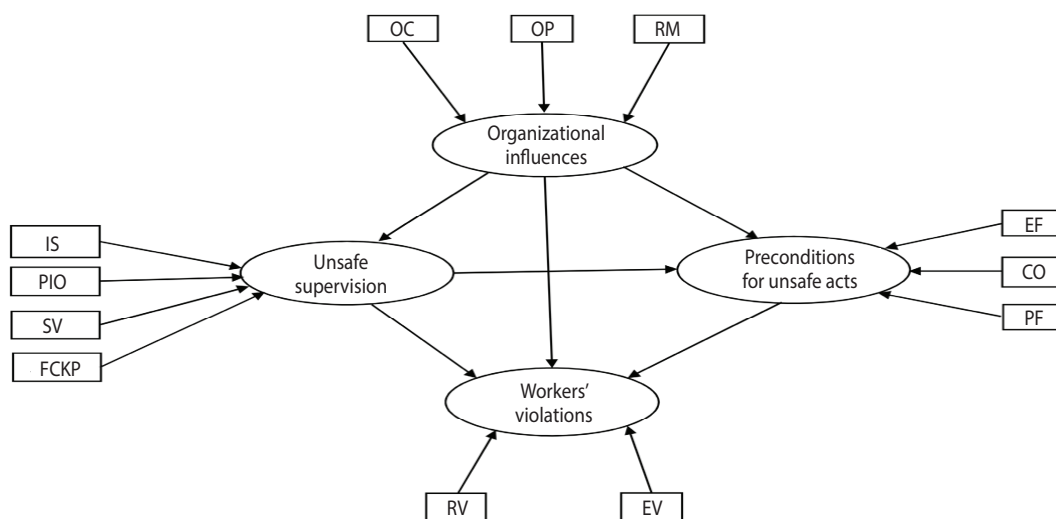 OC
OP
RM
Organizational
influences
IS
PIO
SV
FCKP
Unsafe
supervision
Preconditions
for unsafe acts
EF
CO
PF
Workers'
violations
RV
EV